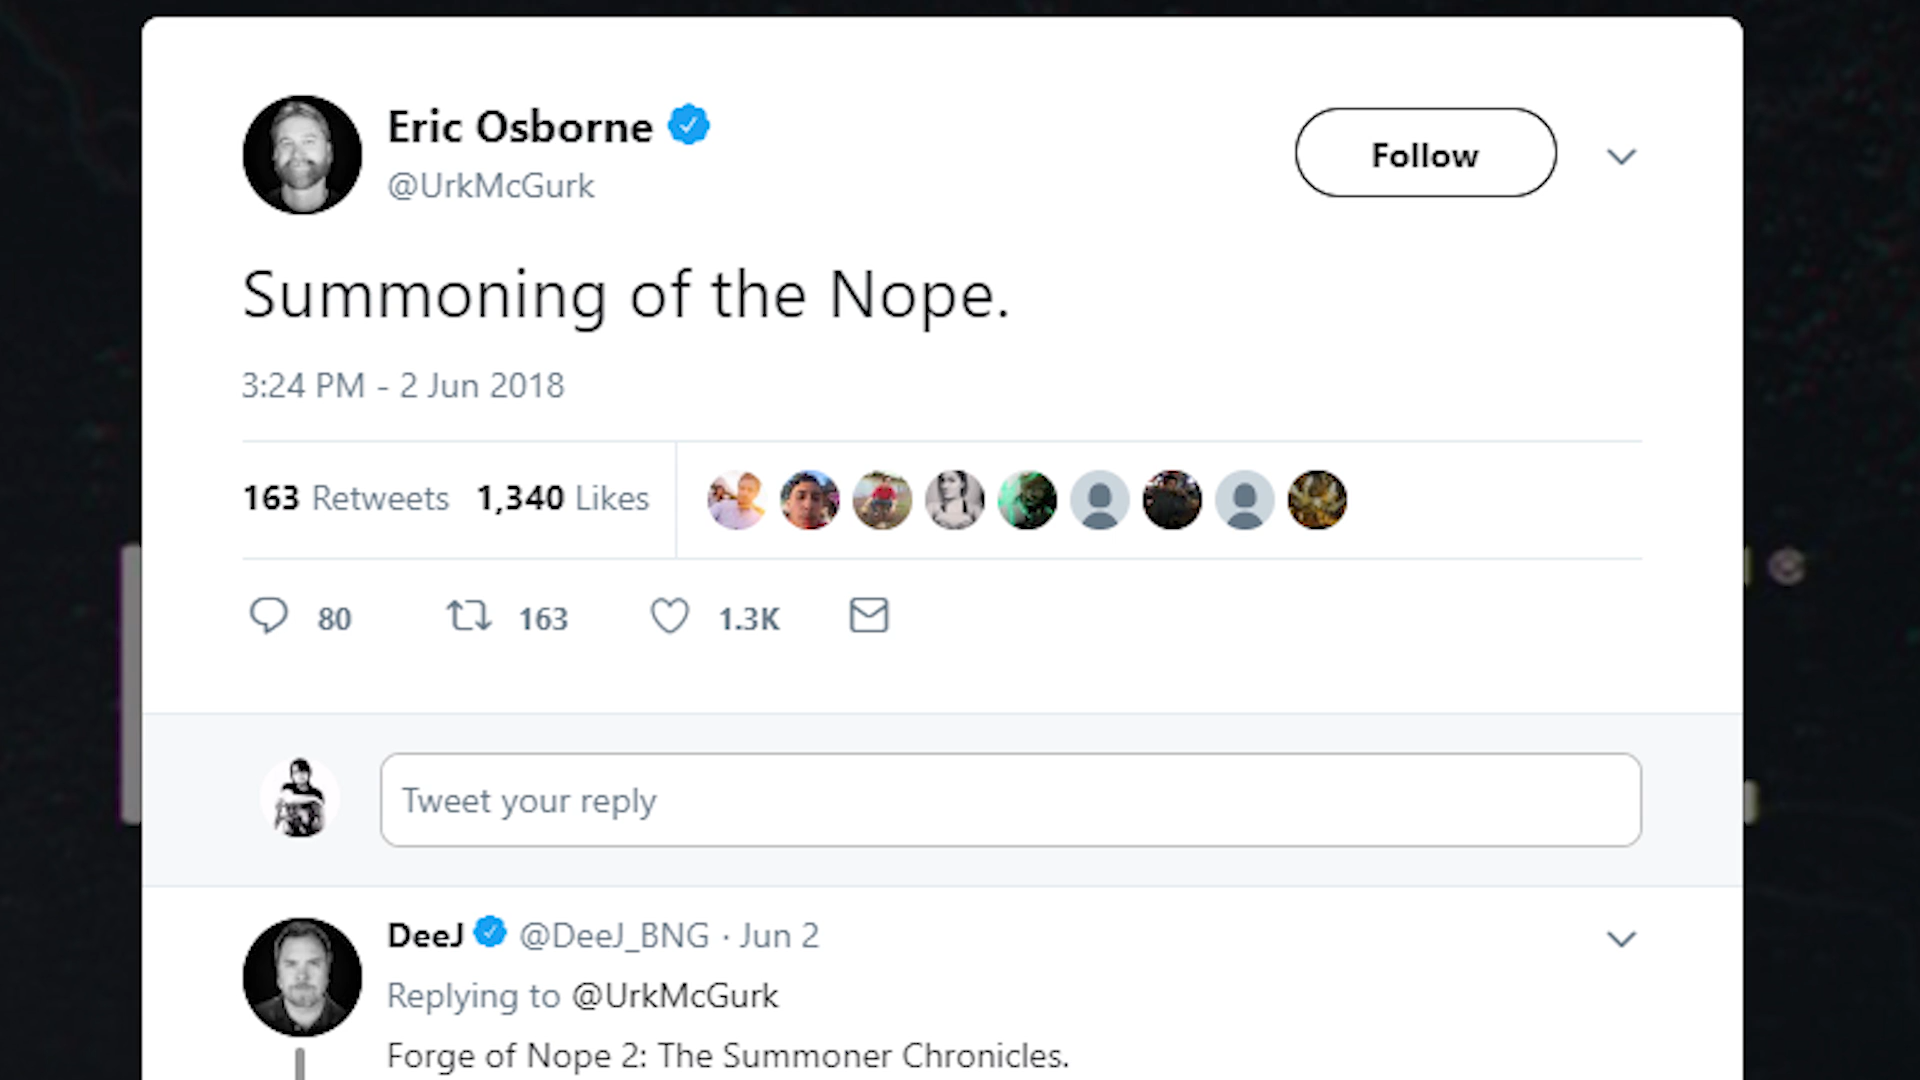 Eric Osborne
@UrkMcGurk
Follow
Summoning of the Nope.
3:24 PM - 2 Jun 2018
163 Retweets 1,340 Likes
80 163 1.3K
Tweet your reply
DeeJ @DeeJ_BNG · Jun 2
Replying to @UrkMcGurk
Forge of Nope 2: The Summoner Chronicles.